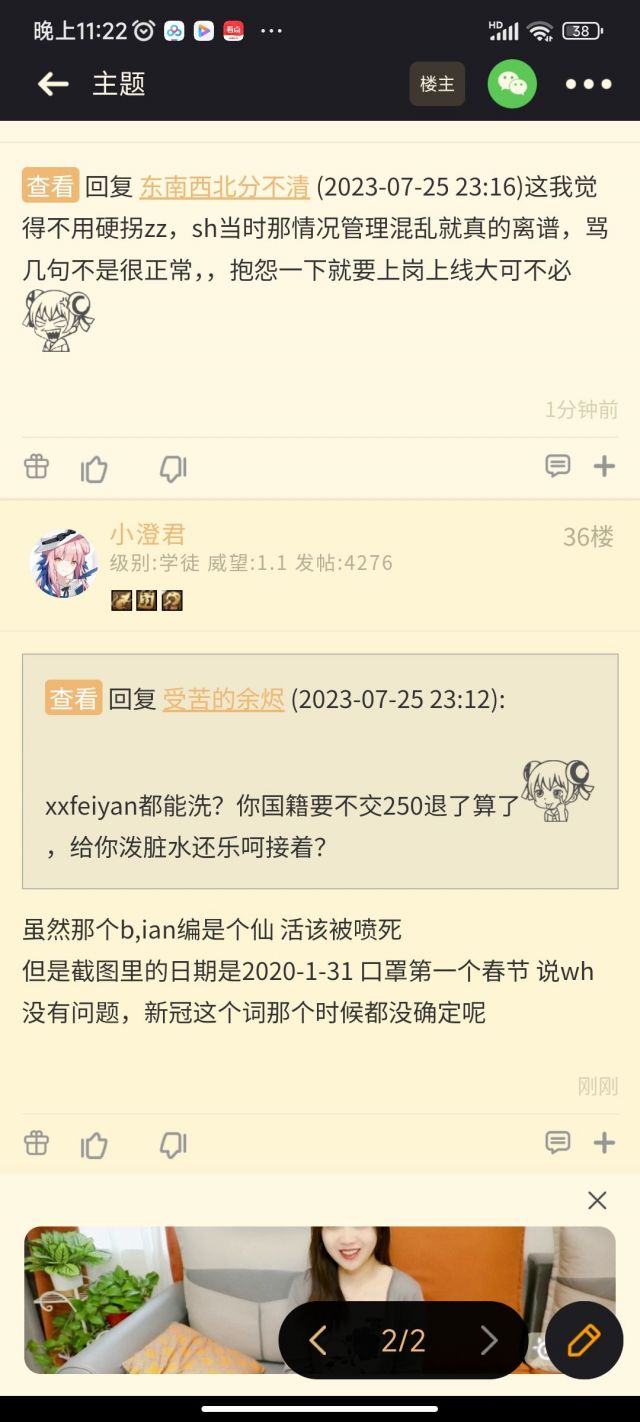 晚上11:22
HD
38
主题
楼主
查看 回复 东南西北分不清 (2023-07-25 23:16)这我觉
得不用硬拐zz，sh当时那情况管理混乱就真的离谱，骂
几句不是很正常，，抱怨一下就要上岗上线大可不必
1分钟前
小澄君
36楼
级别:学徒 威望:1.1 发帖:4276
查看 回复 受苦的余烬 (2023-07-25 23:12):
xxfeiyan都能洗？你国籍要不交250退了算了
，给你泼脏水还乐呵接着？
虽然那个b,ian编是个仙 活该被喷死
但是截图里的日期是2020-1-31 口罩第一个春节 说wh
没有问题，新冠这个词那个时候都没确定呢
刚刚
2/2